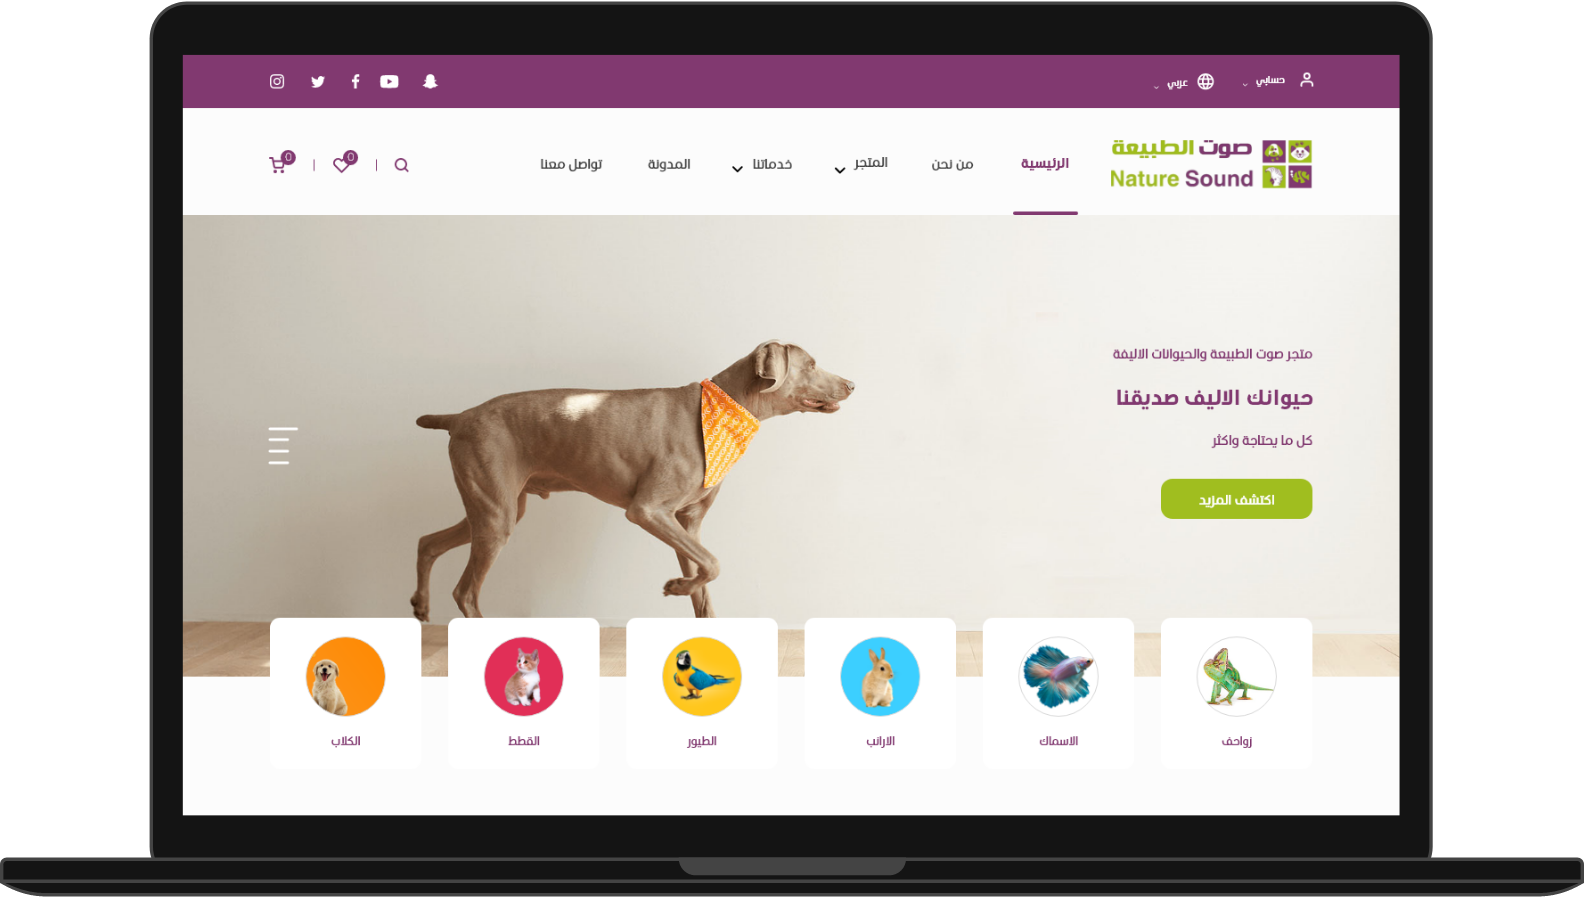 حسابي
عربي
صوت الطبيعة
Nature Sound
الرئيسية
من نحن
المتجر
خدماتنا
المدونة
تواصل معنا
0
0
متجر صوت الطبيعة والحيوانات الاليفة
حيوانك الاليف صديقنا
كل ما يحتاجة واكثر
اكتشف المزيد
زواحف
الاسماك
الارانب
الطيور
القطط
الكلاب